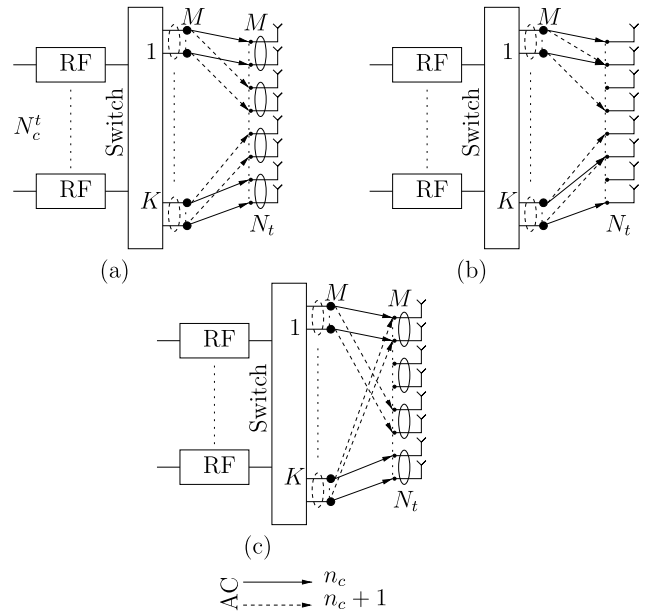 M M
RF 1
N_c^t Switch
RF K
N_t
(a)
M
RF 1
Switch
RF K
N_t
(b)
M M
RF 1
Switch
RF K
N_t
(c)
AC n_c
n_c + 1